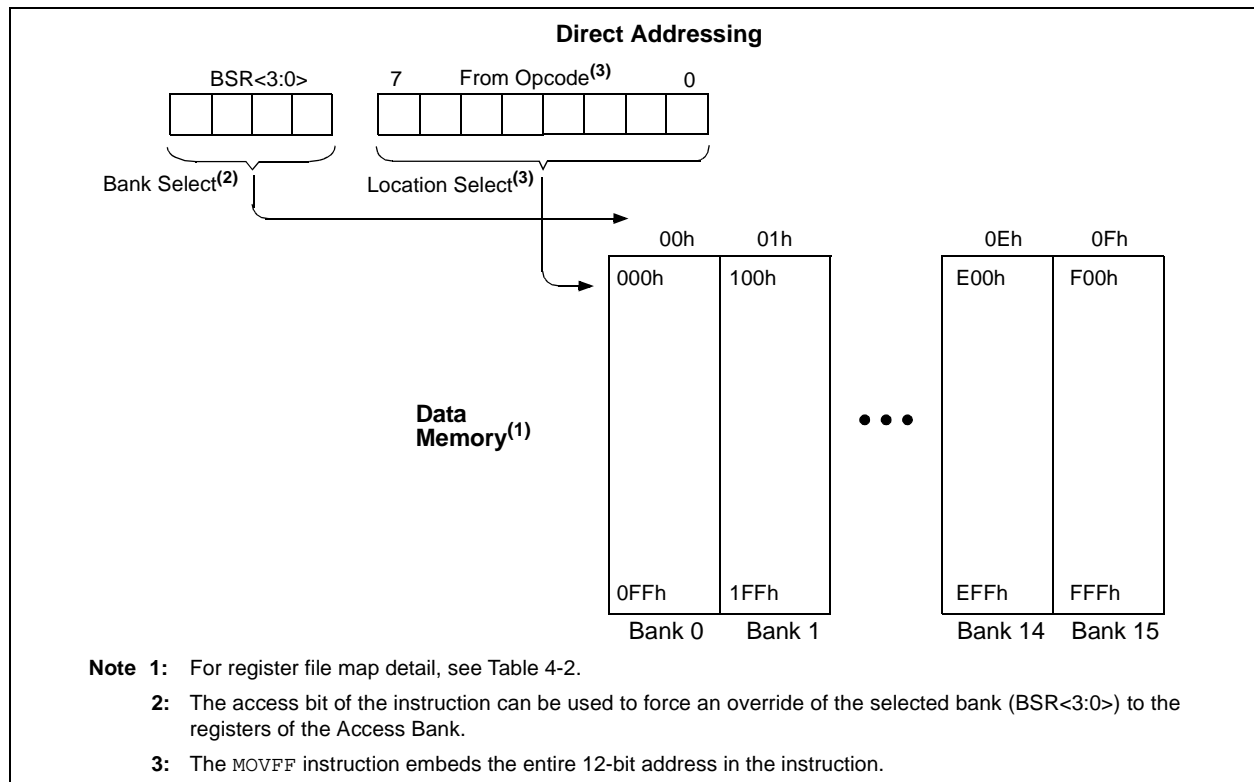 Direct Addressing
BSR<3:0> 7 From Opcode(3) 0
Bank Select(2) Location Select(3)
00h 01h 0Eh 0Fh
000h 100h E00h F00h
Data
Memory(1)
0FFh 1FFh EFFh FFFh
Bank 0 Bank 1 Bank 14 Bank 15
Note 1: For register file map detail, see Table 4-2.
2: The access bit of the instruction can be used to force an override of the selected bank (BSR<3:0>) to the
registers of the Access Bank.
3: The MOVFF instruction embeds the entire 12-bit address in the instruction.